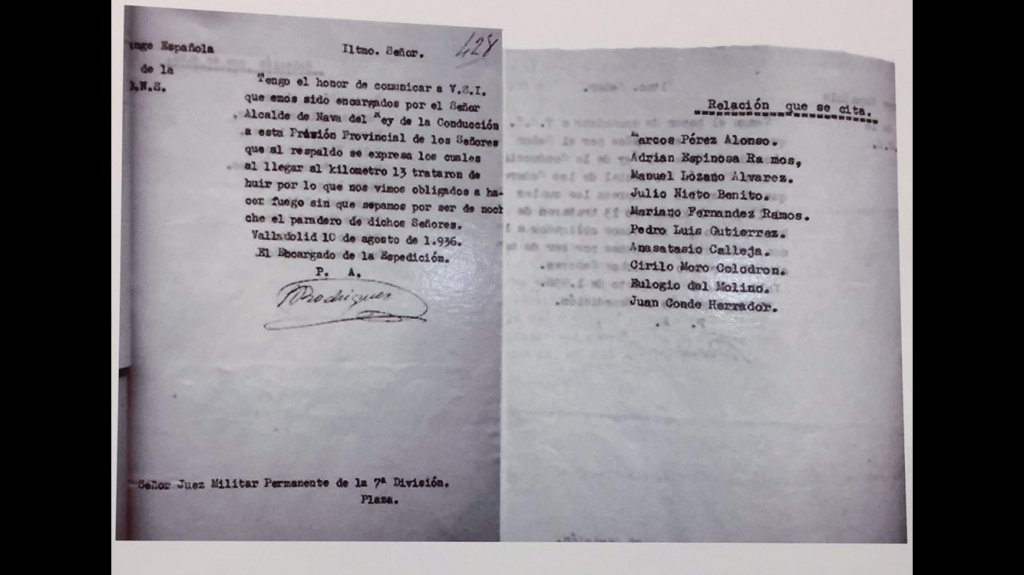 nge Española
de la
.N.S.
Iltmo. Señor.
428
Tengo el honor de comunicar a V.S.I.
que emos sido encargados por el Señor
Alcalde de Nava del Rey de la Conducción
a esta Presión Provincial de los Señores
que al respaldo se expresa los cuales
al llegar al kilometro 13 trataron de
huir por lo que nos vimos obligados a ha-
cer fuego sin que sepamos por ser de noch
che el paradero de dichos Señores.
Valladolid 10 de agosto de 1.936.
El Encargado de la Espedición.
P. A.
Rodriguez
Señor Juez Militar Permanente de la 7ª División.
Plaza.
Relación que se cita.
Marcos Pérez Alonso.
Adrian Espinosa Ramos,
Manuel Lozano Alvarez.
Julio Nieto Benito.
Mariano Fernandez Ramos.
Pedro Luis Gutierrez.
Anasatasio Calleja.
Cirilo Moro Colodron.
Eulogio del Molino.
Juan Conde Herrador.